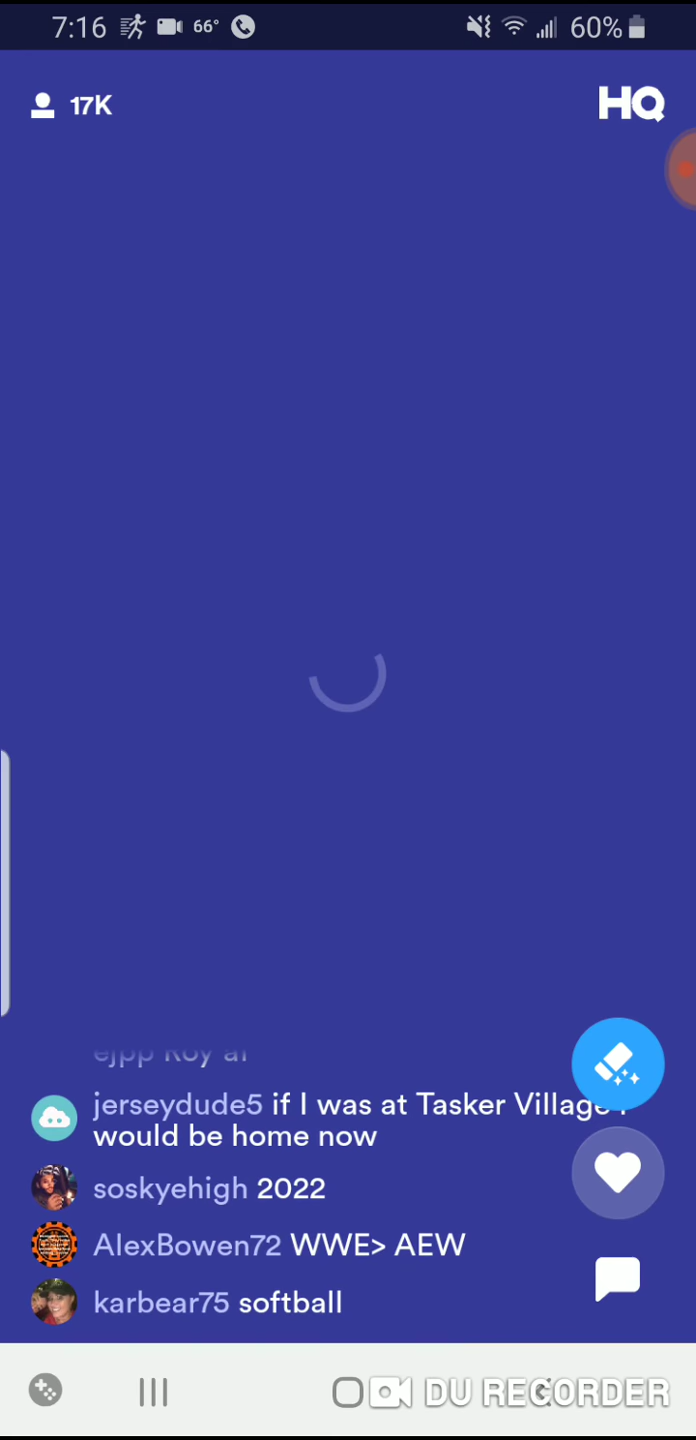 7:16 66° 60%
17K HQ
jerseydude5 if I was at Tasker Village I
would be home now
soskyehigh 2022
AlexBowen72 WWE> AEW
karbear75 softball
DU RECORDER